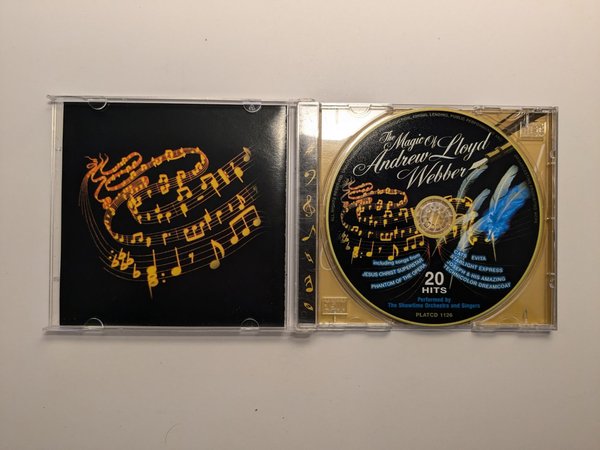 The Magic Of
Andrew Lloyd
Webber
including songs from
JESUS CHRIST SUPERSTAR
PHANTOM OF THE OPERA
CATS EVITA
STARLIGHT EXPRESS
JOSEPH & HIS AMAZING
TECHNICOLOR DREAMCOAT
20
HITS
Performed by
The Showtime Orchestra and Singers
PLATCD 1126